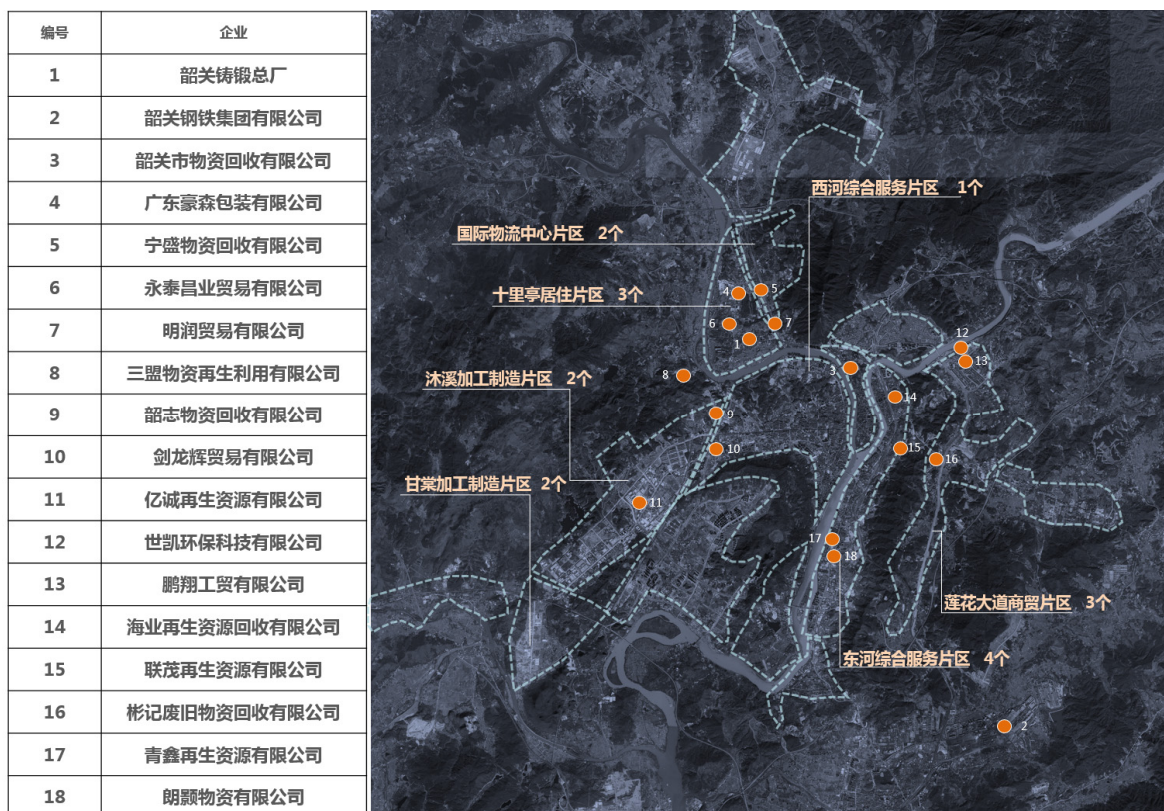 编号 企业
1 韶关铸锻总厂
2 韶关钢铁集团有限公司
3 韶关市物资回收有限公司
4 广东豪森包装有限公司
5 宁盛物资回收有限公司
6 永泰昌业贸易有限公司
7 明润贸易有限公司
8 三盟物资再生利用有限公司
9 韶志物资回收有限公司
10 剑龙辉贸易有限公司
11 亿诚再生资源有限公司
12 世凯环保科技有限公司
13 鹏翔工贸有限公司
14 海业再生资源回收有限公司
15 联茂再生资源有限公司
16 彬记废旧物资回收有限公司
17 青鑫再生资源有限公司
18 朗颢物资有限公司
西河综合服务片区 1个
国际物流中心片区 2个
十里亭居住片区 3个
沐溪加工制造片区 2个
甘棠加工制造片区 2个
莲花大道商贸片区 3个
东河综合服务片区 4个
4
5
6
7
1
12
3
13
8
14
9
10
15
16
11
17
18
2